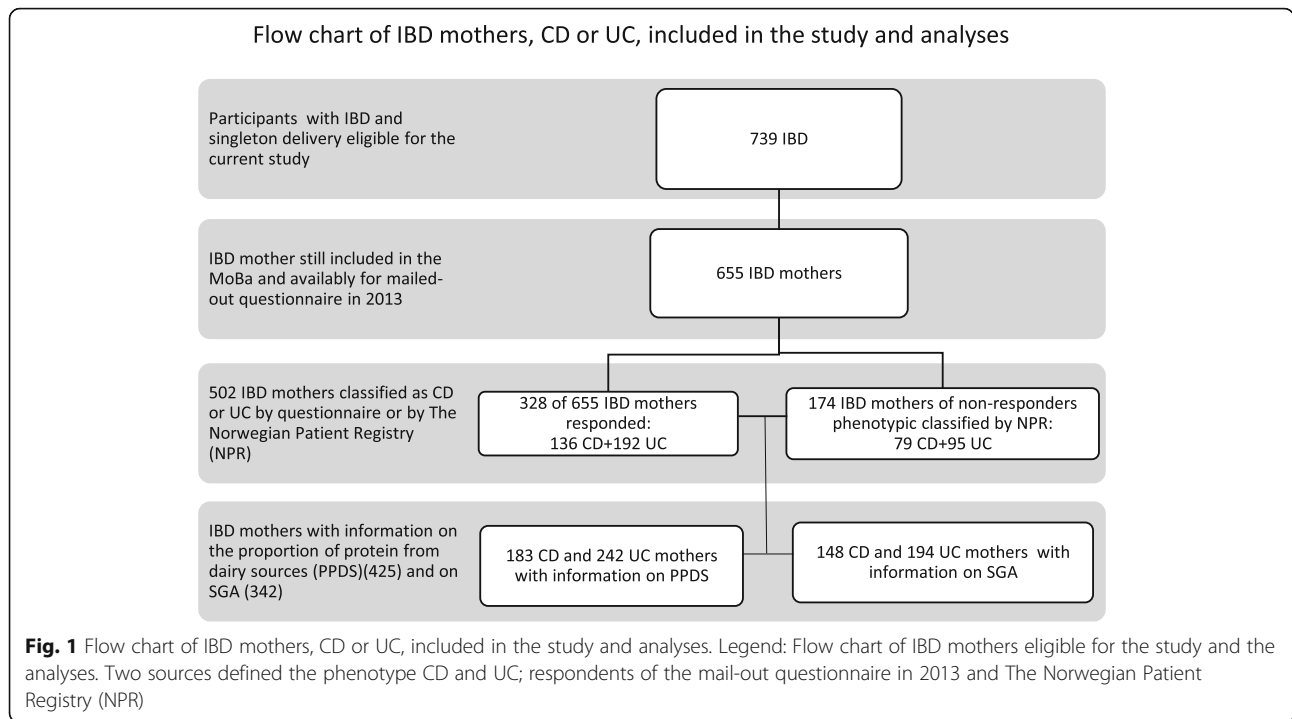 Flow chart of IBD mothers, CD or UC, included in the study and analyses
Participants with IBD and
singleton delivery eligible for the
current study
739 IBD
IBD mother still included in the
MoBa and availably for mailed-
out questionnaire in 2013
655 IBD mothers
502 IBD mothers classified as CD
or UC by questionnaire or by The
Norwegian Patient Registry
(NPR)
328 of 655 IBD mothers
responded:
136 CD+192 UC
174 IBD mothers of non-responders
phenotypic classified by NPR:
79 CD+95 UC
IBD mothers with information on
the proportion of protein from
dairy sources (PPDS)(425) and on
SGA (342)
183 CD and 242 UC mothers
with information on PPDS
148 CD and 194 UC mothers with
information on SGA
Fig. 1 Flow chart of IBD mothers, CD or UC, included in the study and analyses. Legend: Flow chart of IBD mothers eligible for the study and the
analyses. Two sources defined the phenotype CD and UC; respondents of the mail-out questionnaire in 2013 and The Norwegian Patient
Registry (NPR)